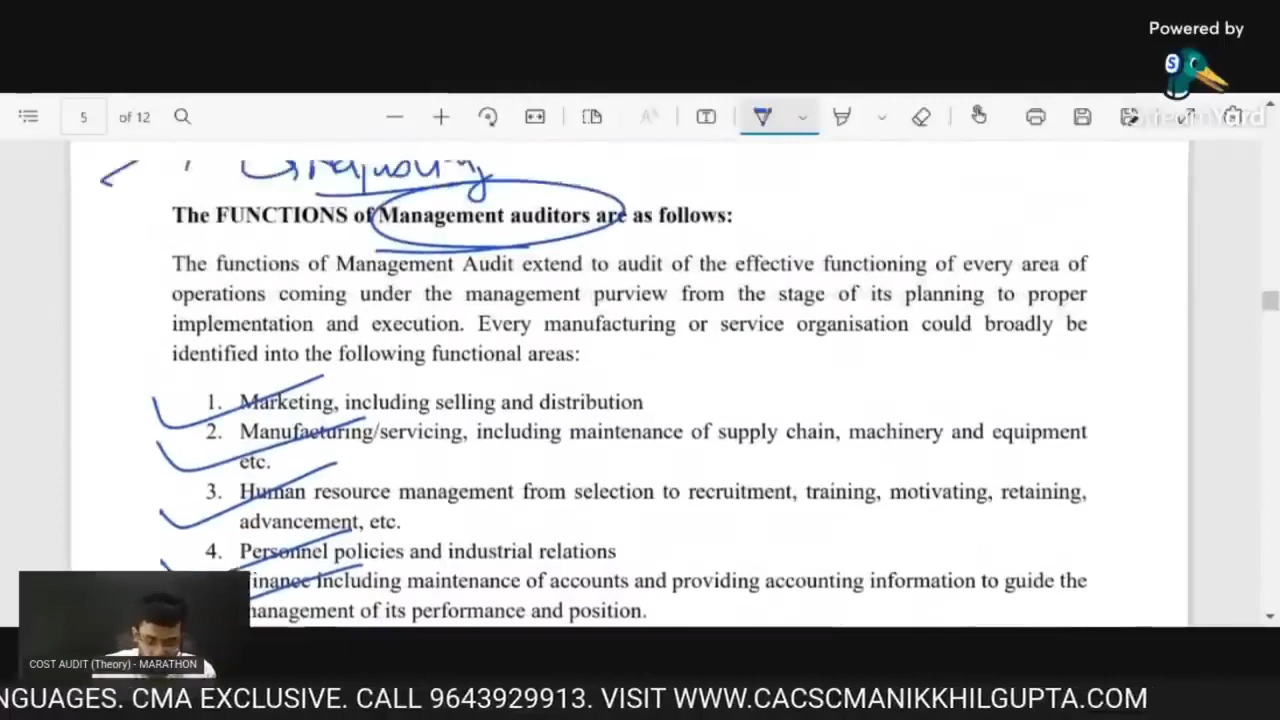 Powered by
S
5 of 12
The FUNCTIONS of Management auditors are as follows:
The functions of Management Audit extend to audit of the effective functioning of every area of
operations coming under the management purview from the stage of its planning to proper
implementation and execution. Every manufacturing or service organisation could broadly be
identified into the following functional areas:
1. Marketing, including selling and distribution
2. Manufacturing/servicing, including maintenance of supply chain, machinery and equipment
etc.
3. Human resource management from selection to recruitment, training, motivating, retaining,
advancement, etc.
4. Personnel policies and industrial relations
Finance including maintenance of accounts and providing accounting information to guide the
management of its performance and position.
COST AUDIT (Theory) - MARATHON
NGUAGES. CMA EXCLUSIVE. CALL 9643929913. VISIT WWW.CACSCMANIKKHILGUPTA.COM